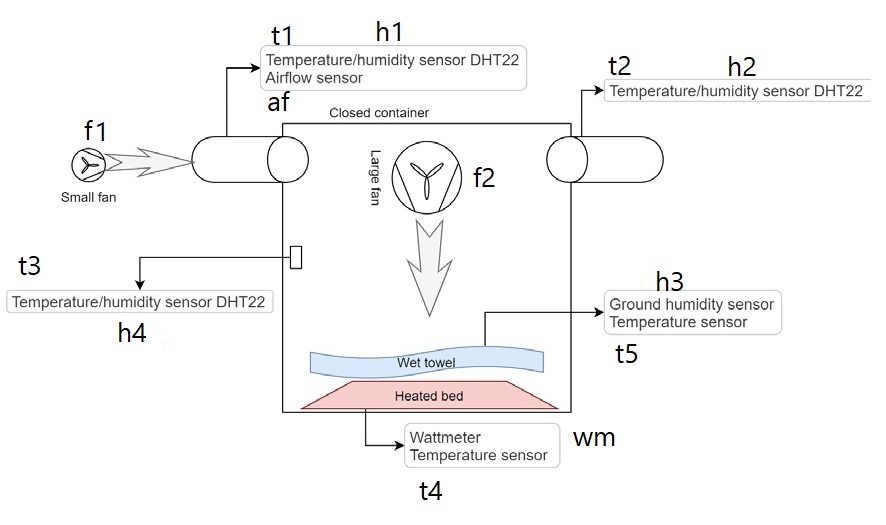 t1
h1
Temperature/humidity sensor DHT22
Airflow sensor
af
t2
h2
Temperature/humidity sensor DHT22
Closed container
f1
Small fan
Large fan
f2
t3
Temperature/humidity sensor DHT22
h4
h3
Ground humidity sensor
Temperature sensor
t5
Wet towel
Heated bed
Wattmeter
Temperature sensor
wm
t4